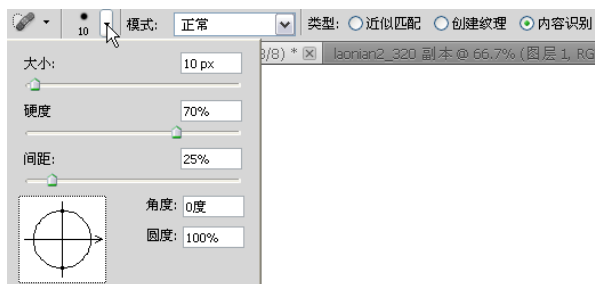 10 模式: 正常 类型: 近似匹配 创建纹理 内容识别
/8) * laonian2_320 副本 @ 66.7% (图层 1, RG
大小: 10 px
硬度 70%
间距: 25%
角度: 0度
圆度: 100%